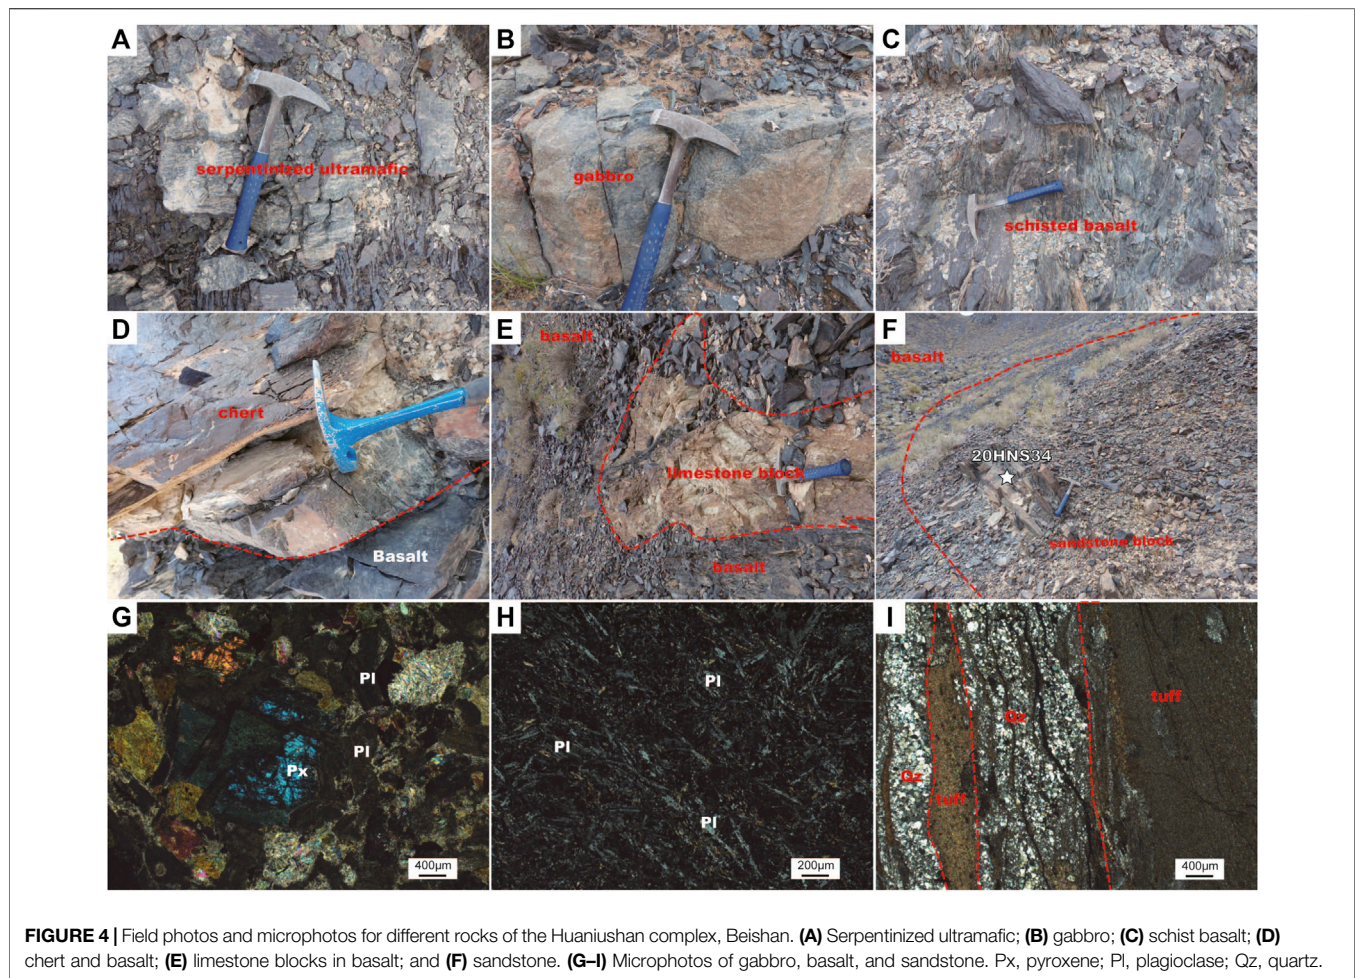 A
serpentinized ultramafic
B
gabbro
C
schisted basalt
D
chert
Basalt
E
basalt
limestone block
basalt
F
basalt
20HNS34
sandstone block
G
Pl
Pl
Px
400μm
H
Pl
Pl
Pl
200μm
I
Qz
tuff
Qz
tuff
400μm
FIGURE 4 | Field photos and microphotos for different rocks of the Huaniushan complex, Beishan. (A) Serpentinized ultramafic; (B) gabbro; (C) schist basalt; (D)
chert and basalt; (E) limestone blocks in basalt; and (F) sandstone. (G–I) Microphotos of gabbro, basalt, and sandstone. Px, pyroxene; Pl, plagioclase; Qz, quartz.